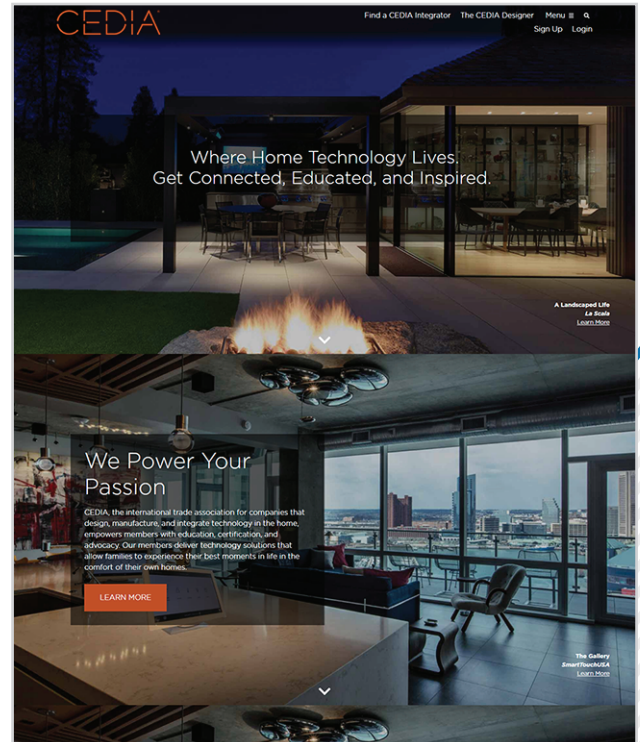 CEDIA
Find a CEDIA Integrator The CEDIA Designer Menu
Sign Up Login
Where Home Technology Lives.
Get Connected, Educated, and Inspired.
A Landscaped Life
La Scala
Learn More
We Power Your
Passion
CEDIA, the international trade association for companies that
design, manufacture, and integrate technology in the home,
empowers members with education, certification, and
advocacy. Our members deliver technology solutions that
allow families to experience their best moments in life in the
comfort of their own homes.
LEARN MORE
The Gallery
SmartTouchUSA
Learn More